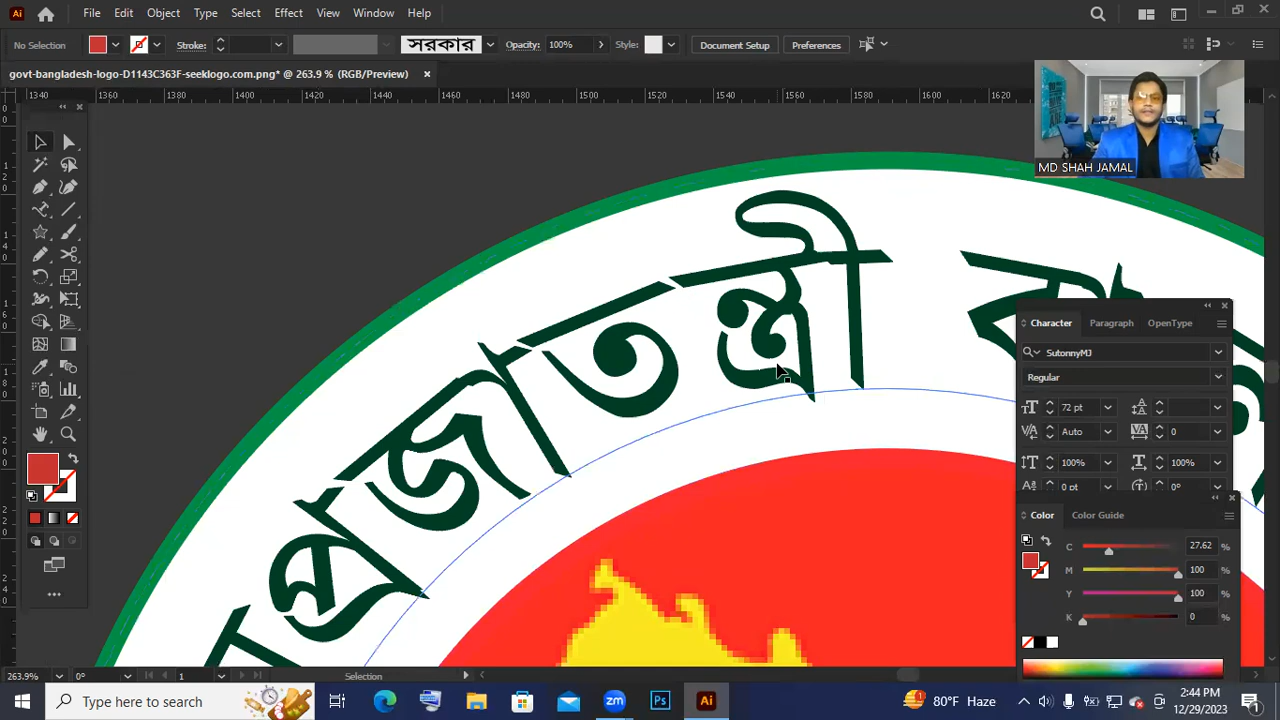 File Edit Object Type Select Effect View Window Help
No Selection Stroke: সরকার Opacity: 100% Style: Document Setup Preferences
govt-bangladesh-logo-D1143C363F-seeklogo.com.png* @ 263.9 % (RGB/Preview) ×
1340 1360 1380 1400 1420 1440 1460 1480 1500 1520 1540 1560 1580 1600 1620
MD SHAH JAMAL
প্রজাতন্ত্রী
Character Paragraph OpenType
SutonnyMJ
Regular
72 pt
Auto 0
100% 100%
0 pt 0°
Color Color Guide
C 27.62 %
M 100 %
Y 100 %
K 0 %
263.9% 0° 1 Selection
Type here to search
zm Ps Ai
80°F Haze
2:44 PM
12/29/2023